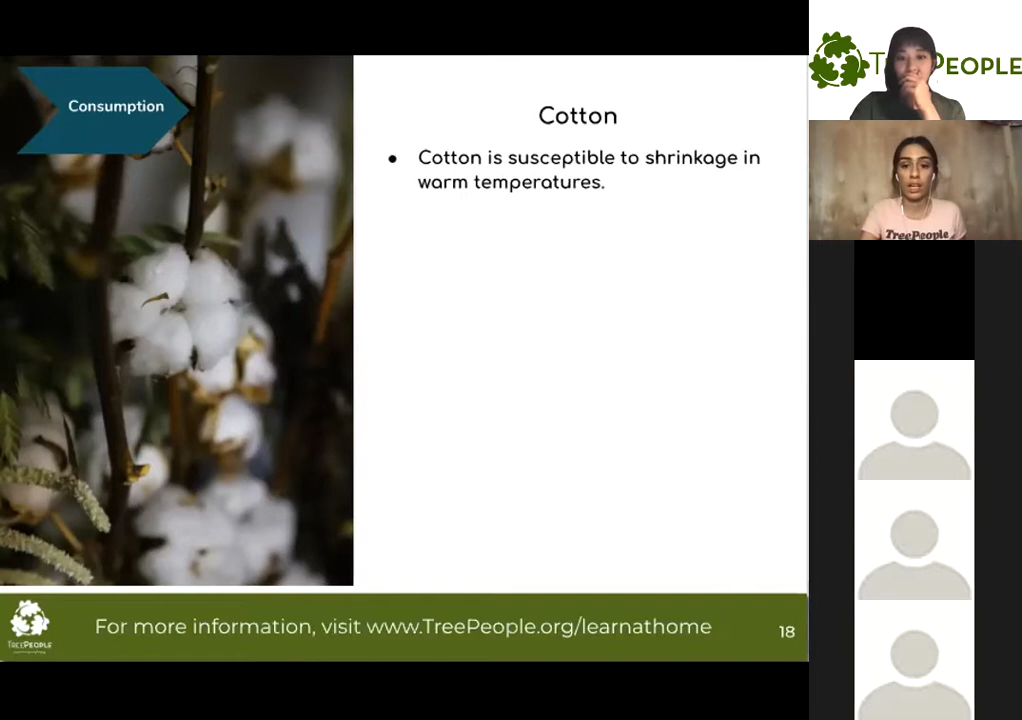 Consumption
Cotton
● Cotton is susceptible to shrinkage in
warm temperatures.
TREEPEOPLE
For more information, visit www.TreePeople.org/learnathome
18
T PEOPLE
TreePeople